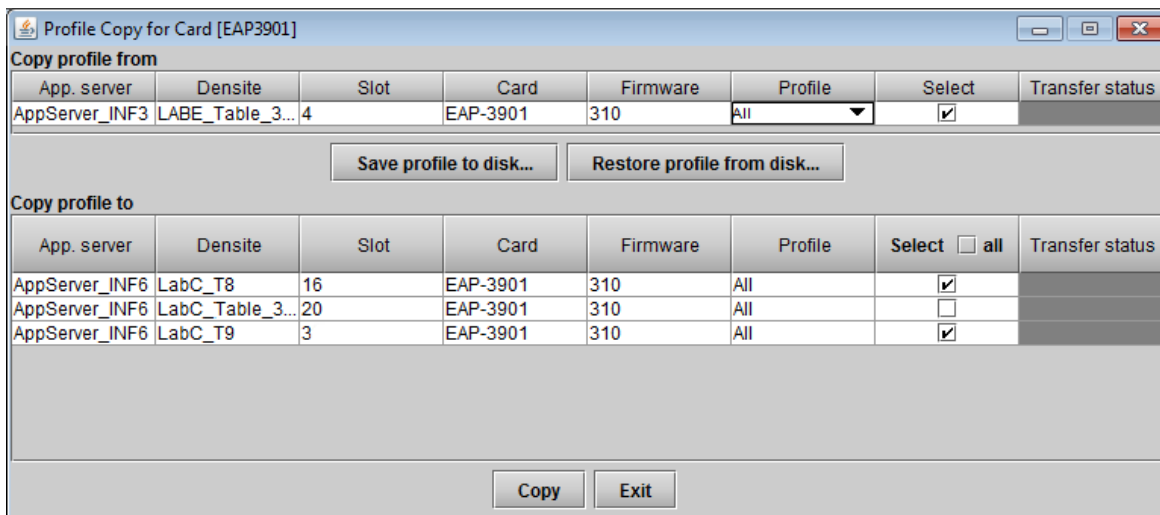 Profile Copy for Card [EAP3901]
Copy profile from
App. server Densite Slot Card Firmware Profile Select Transfer status
AppServer_INF3 LABE_Table_3... 4 EAP-3901 310 All
Save profile to disk... Restore profile from disk...
Copy profile to
App. server Densite Slot Card Firmware Profile Select all Transfer status
AppServer_INF6 LabC_T8 16 EAP-3901 310 All
AppServer_INF6 LabC_Table_3... 20 EAP-3901 310 All
AppServer_INF6 LabC_T9 3 EAP-3901 310 All
Copy Exit